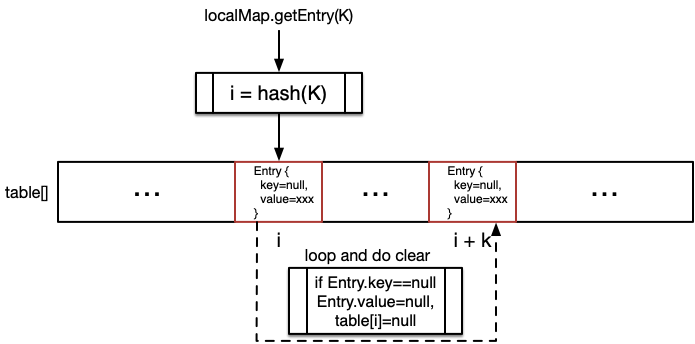 localMap.getEntry(K)
i = hash(K)
table[]
...
Entry {
key=null,
value=xxx
}
...
Entry {
key=null,
value=xxx
}
...
i
i + k
loop and do clear
if Entry.key==null
Entry.value=null,
table[i]=null